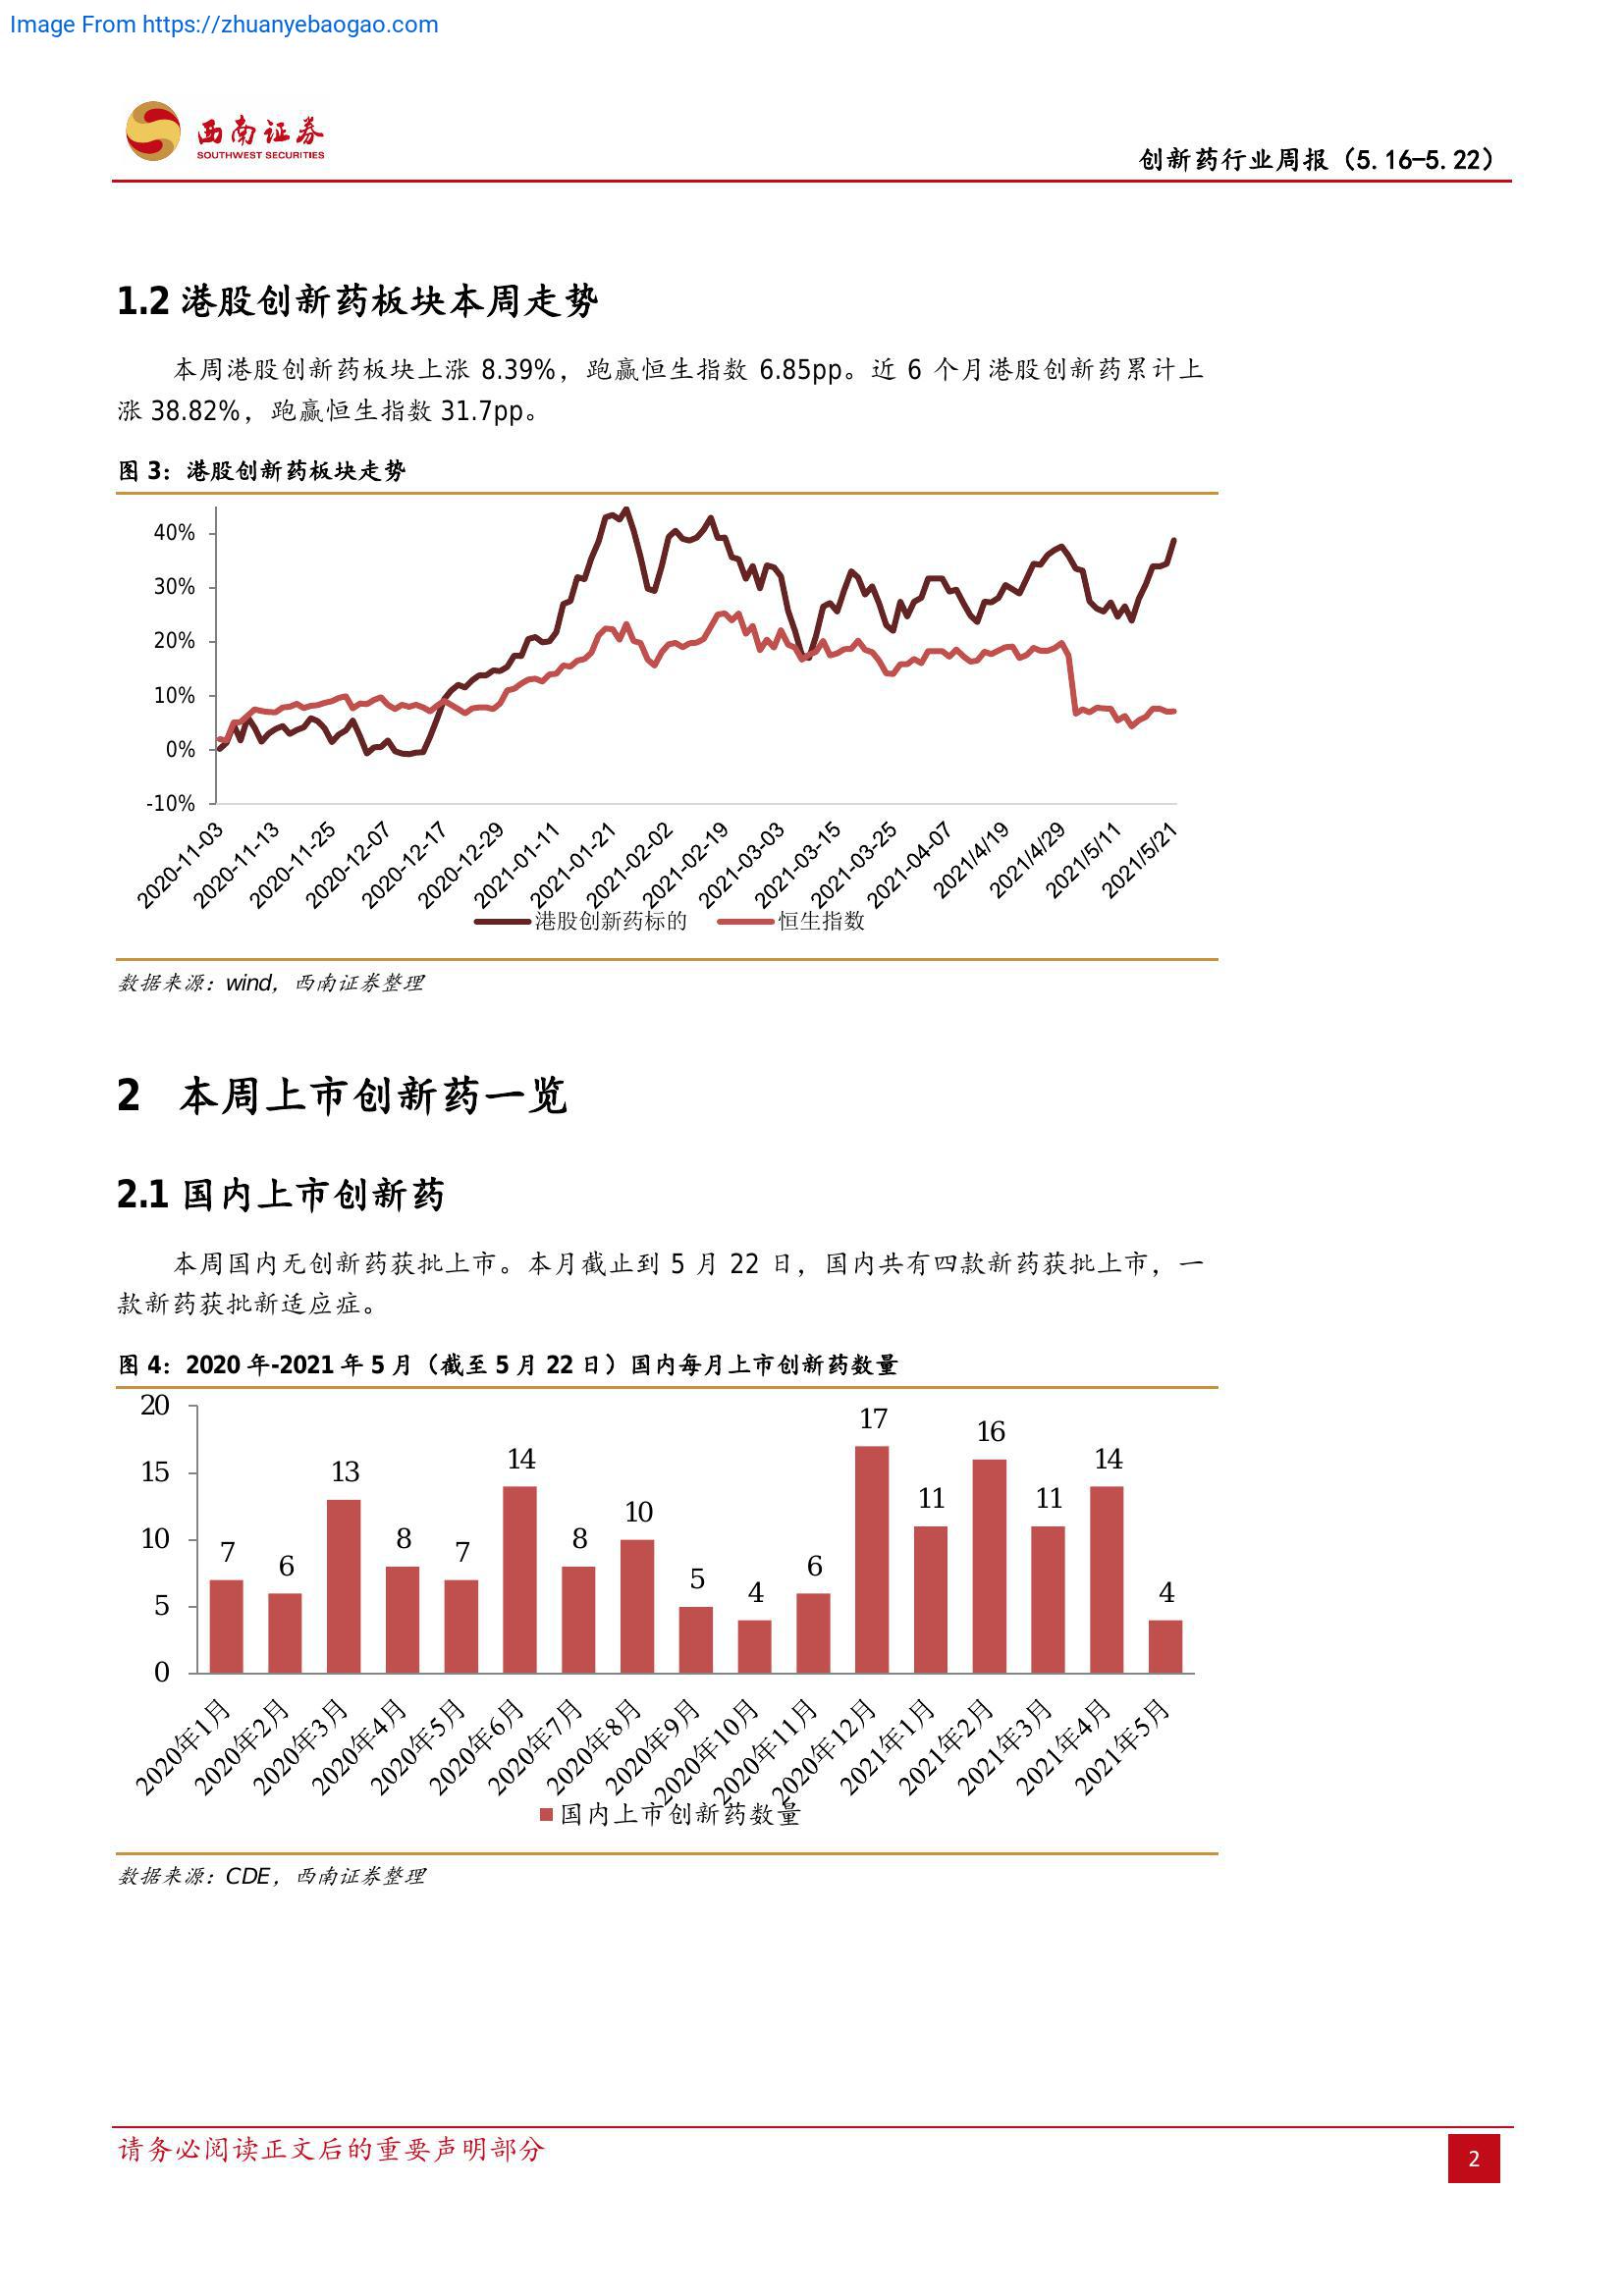 Image From https://zhuanyebaogao.com
西南证券
SOUTHWEST SECURITIES
创新药行业周报（5.16-5.22）
1.2 港股创新药板块本周走势
本周港股创新药板块上涨 8.39%，跑赢恒生指数 6.85pp。近 6 个月港股创新药累计上
涨 38.82%，跑赢恒生指数 31.7pp。
图 3：港股创新药板块走势
40%
30%
20%
10%
0%
-10%
2020-11-03
2020-11-13
2020-11-25
2020-12-07
2020-12-17
2020-12-29
2021-01-11
2021-01-21
2021-02-02
2021-02-19
2021-03-03
2021-03-15
2021-03-25
2021-04-07
2021/4/19
2021/4/29
2021/5/11
2021/5/21
港股创新药标的 恒生指数
数据来源：wind，西南证券整理
2 本周上市创新药一览
2.1 国内上市创新药
本周国内无创新药获批上市。本月截止到 5 月 22 日，国内共有四款新药获批上市，一
款新药获批新适应症。
图 4：2020 年-2021 年 5 月（截至 5 月 22 日）国内每月上市创新药数量
20
15
10
5
0
7
6
13
8
7
14
8
10
5
4
6
17
11
16
11
14
4
2020年1月
2020年2月
2020年3月
2020年4月
2020年5月
2020年6月
2020年7月
2020年8月
2020年9月
2020年10月
2020年11月
2020年12月
2021年1月
2021年2月
2021年3月
2021年4月
2021年5月
国内上市创新药数量
数据来源：CDE，西南证券整理
请务必阅读正文后的重要声明部分
2